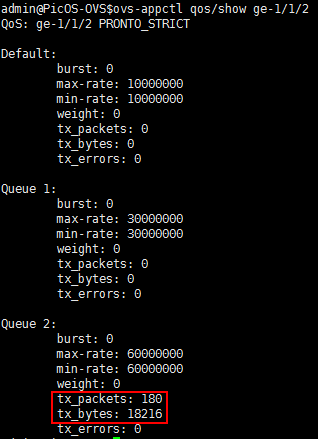 admin@PicOS-OVS$ovs-appctl qos/show ge-1/1/2
QoS: ge-1/1/2 PRONTO_STRICT
Default:
burst: 0
max-rate: 10000000
min-rate: 10000000
weight: 0
tx_packets: 0
tx_bytes: 0
tx_errors: 0
Queue 1:
burst: 0
max-rate: 30000000
min-rate: 30000000
weight: 0
tx_packets: 0
tx_bytes: 0
tx_errors: 0
Queue 2:
burst: 0
max-rate: 60000000
min-rate: 60000000
weight: 0
tx_packets: 180
tx_bytes: 18216
tx_errors: 0